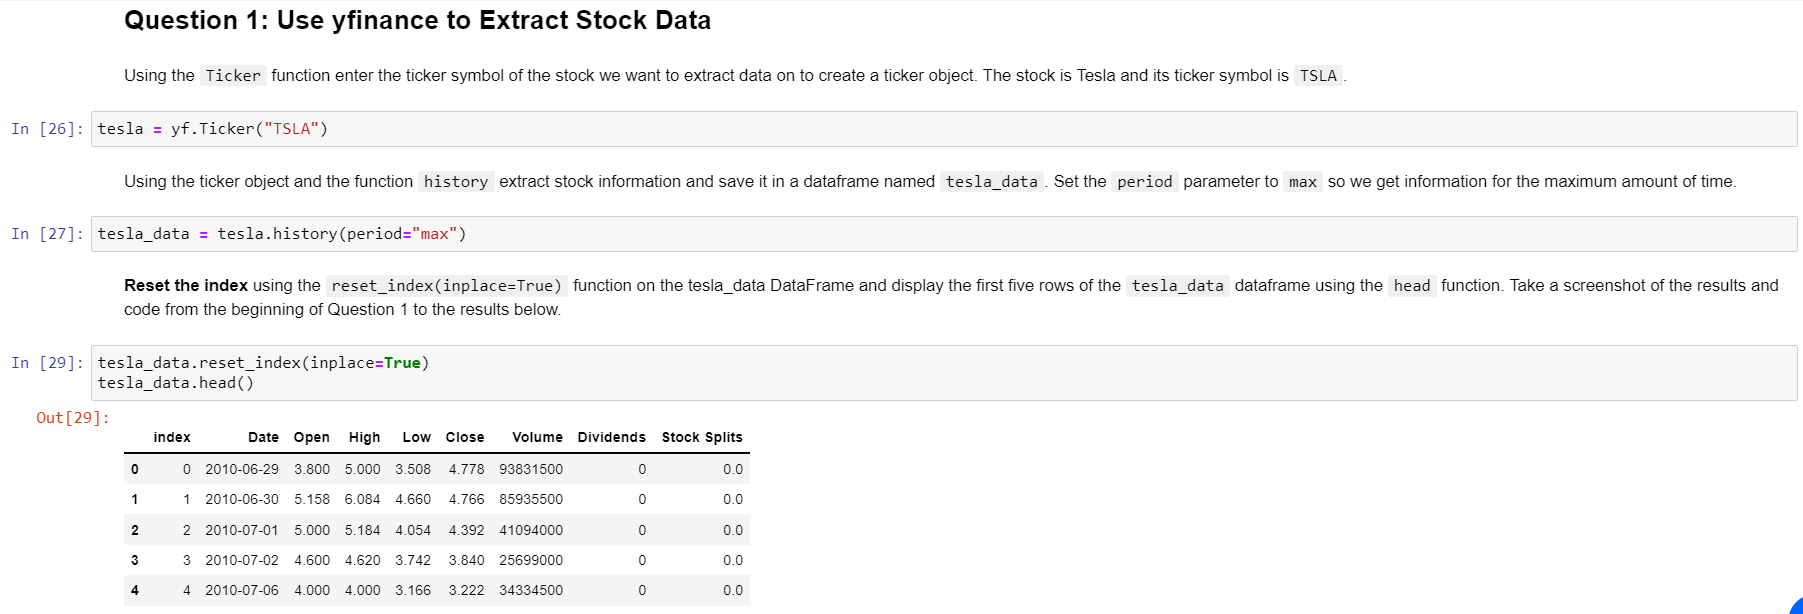 Question 1: Use yfinance to Extract Stock Data
Using the Ticker function enter the ticker symbol of the stock we want to extract data on to create a ticker object. The stock is Tesla and its ticker symbol is TSLA .
In [26]: tesla = yf.Ticker("TSLA")
Using the ticker object and the function history extract stock information and save it in a dataframe named tesla_data . Set the period parameter to max so we get information for the maximum amount of time.
In [27]: tesla_data = tesla.history(period="max")
Reset the index using the reset_index(inplace=True) function on the tesla_data DataFrame and display the first five rows of the tesla_data dataframe using the head function. Take a screenshot of the results and
code from the beginning of Question 1 to the results below.
In [29]: tesla_data.reset_index(inplace=True)
tesla_data.head()
Out[29]:
index Date Open High Low Close Volume Dividends Stock Splits
0 0 2010-06-29 3.800 5.000 3.508 4.778 93831500 0 0.0
1 1 2010-06-30 5.158 6.084 4.660 4.766 85935500 0 0.0
2 2 2010-07-01 5.000 5.184 4.054 4.392 41094000 0 0.0
3 3 2010-07-02 4.600 4.620 3.742 3.840 25699000 0 0.0
4 4 2010-07-06 4.000 4.000 3.166 3.222 34334500 0 0.0